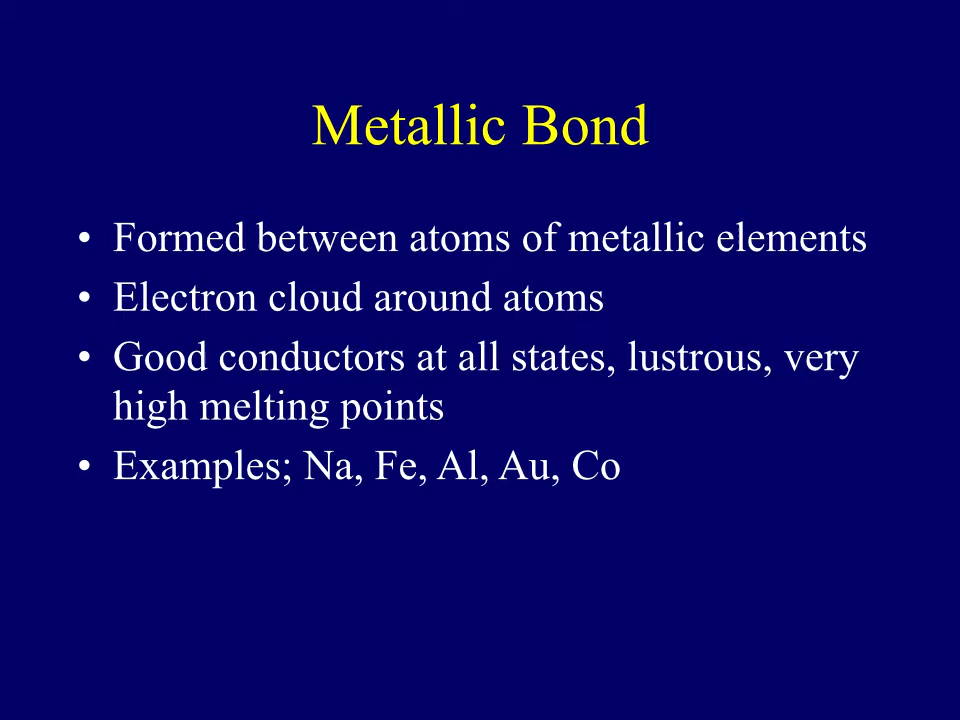 Metallic Bond
• Formed between atoms of metallic elements
• Electron cloud around atoms
• Good conductors at all states, lustrous, very
high melting points
• Examples; Na, Fe, Al, Au, Co